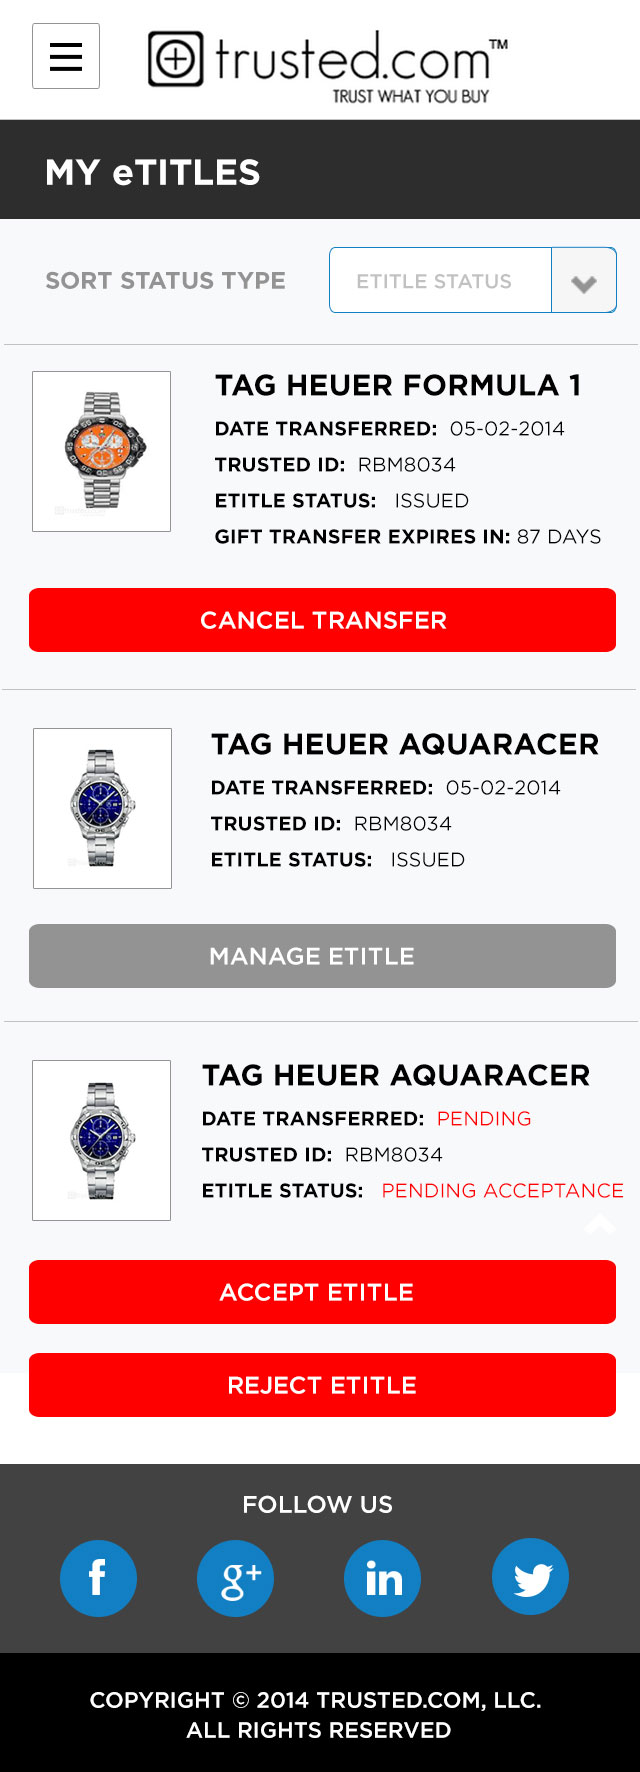 trusted.com™
TRUST WHAT YOU BUY
MY eTITLES
SORT STATUS TYPE
ETITLE STATUS
TAG HEUER FORMULA 1
DATE TRANSFERRED: 05-02-2014
TRUSTED ID: RBM8034
ETITLE STATUS: ISSUED
GIFT TRANSFER EXPIRES IN: 87 DAYS
CANCEL TRANSFER
TAG HEUER AQUARACER
DATE TRANSFERRED: 05-02-2014
TRUSTED ID: RBM8034
ETITLE STATUS: ISSUED
MANAGE ETITLE
TAG HEUER AQUARACER
DATE TRANSFERRED: PENDING
TRUSTED ID: RBM8034
ETITLE STATUS: PENDING ACCEPTANCE
ACCEPT ETITLE
REJECT ETITLE
FOLLOW US
f g+ in
COPYRIGHT © 2014 TRUSTED.COM, LLC.
ALL RIGHTS RESERVED